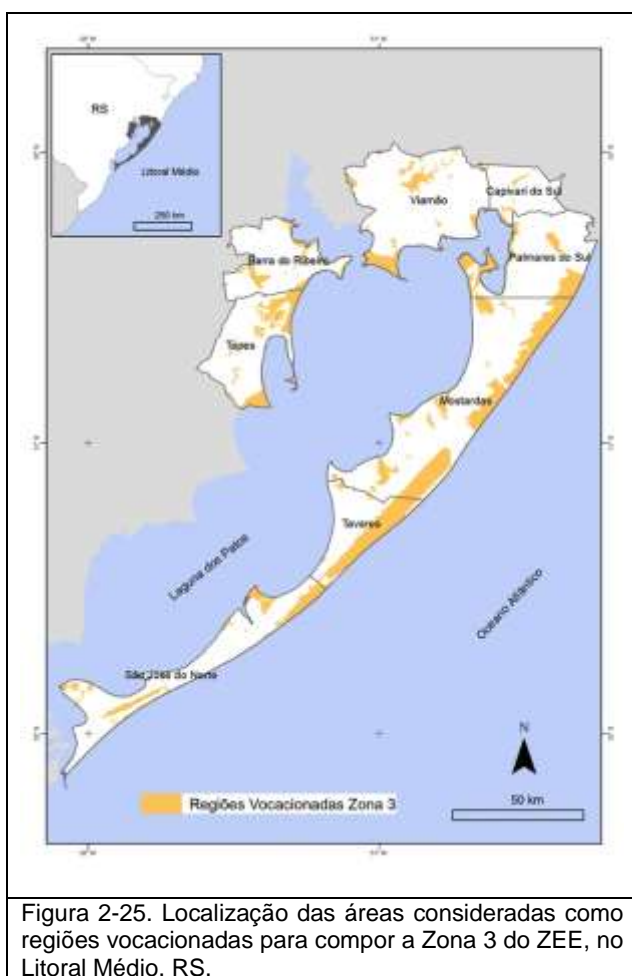 RS
Litoral Médio
250 km
Viamão
Capivari do Sul
Palmares do Sul
Barra do Ribeiro
Tapes
Mostardas
Tavares
Laguna dos Patos
Oceano Atlântico
São José do Norte
N
Regiões Vocacionadas Zona 3
50 km
Figura 2-25. Localização das áreas consideradas como
regiões vocacionadas para compor a Zona 3 do ZEE, no
Litoral Médio, RS.